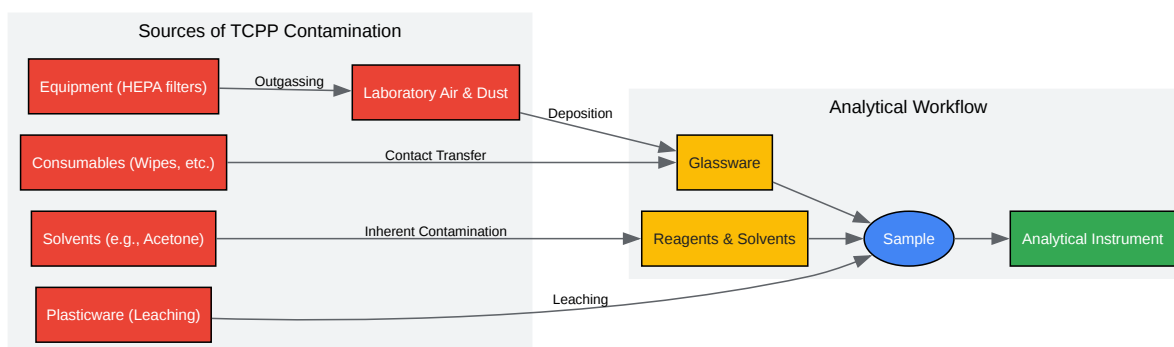 Sources of TCPP Contamination
Equipment (HEPA filters)
Outgassing
Laboratory Air & Dust
Deposition
Analytical Workflow
Consumables (Wipes, etc.)
Contact Transfer
Glassware
Solvents (e.g., Acetone)
Inherent Contamination
Reagents & Solvents
Sample
Analytical Instrument
Plasticware (Leaching)
Leaching